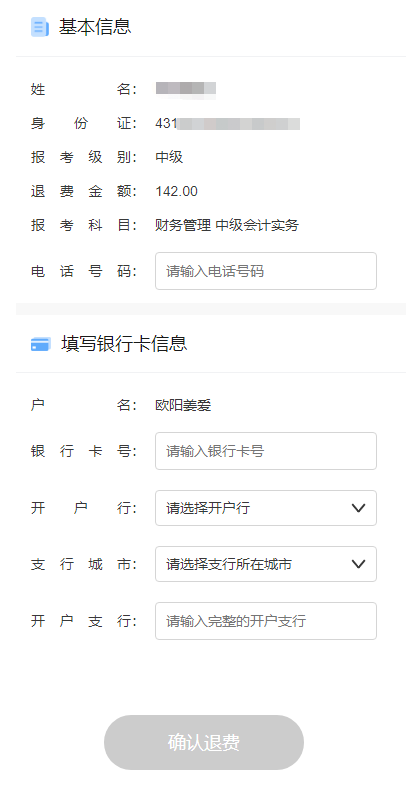 基本信息
姓名：
身份证：431
报考级别：中级
退费金额：142.00
报考科目：财务管理 中级会计实务
电话号码：请输入电话号码
填写银行卡信息
户名：欧阳姜爱
银行卡号：请输入银行卡号
开户行：请选择开户行
支行城市：请选择支行所在城市
开户支行：请输入完整的开户支行
确认退费